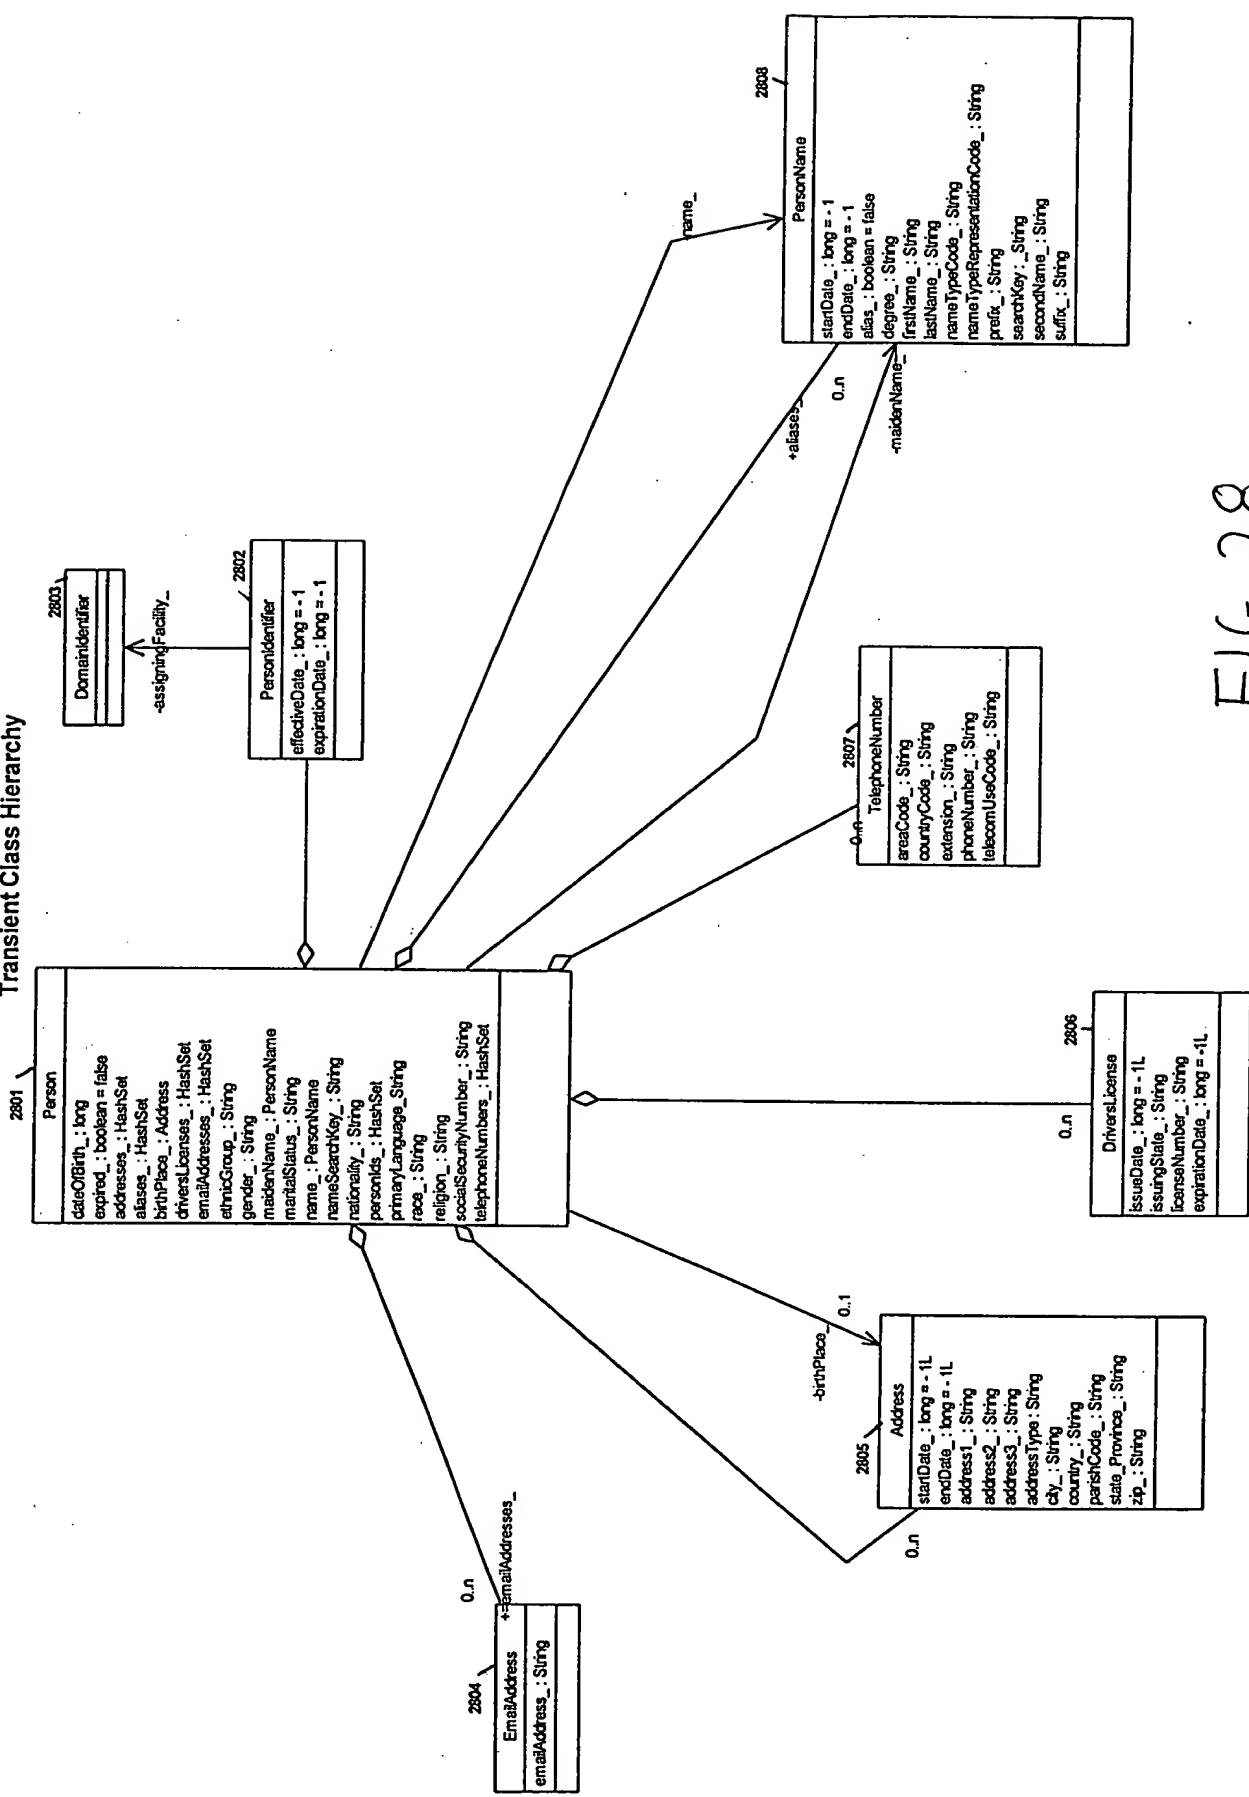 Transient Class Hierarchy
2801
Person
dateOfBirth_: long
expired_: boolean = false
addresses_: HashSet
aliases_: HashSet
birthPlace_: Address
driversLicenses_: HashSet
emailAddresses_: HashSet
ethnicGroup_: String
gender_: String
maidenName_: PersonName
maritalStatus_: String
name_: PersonName
nameSearchKey_: String
nationality_: String
personIds_: HashSet
primaryLanguage_String
race_: String
religion_: String
socialSecurityNumber_: String
telephoneNumbers_: HashSet
2803
DomainIdentifier
-assigningFacility_
2802
PersonIdentifier
effectiveDate_: long = - 1
expirationDate_: long = - 1
name_
2808
PersonName
startDate_: long = - 1
endDate_: long = - 1
alias_: boolean = false
degree_: String
firstName_: String
lastName_: String
nameTypeCode_: String
nameTypeRepresentationCode_: String
prefix_: String
searchKey:_String
secondName_: String
suffix_: String
+aliases_
0..n
-maidenName_
2807
TelephoneNumber
0..n
areaCode_: String
countryCode_: String
extension_: String
phoneNumber_: String
telecomUseCode_: String
2806
0..n
DriversLicense
issueDate_: long = - 1L
issuingState_: String
licenseNumber_: String
expirationDate_: long = -1L
-birthPlace_
0..1
2805
Address
startDate_: long = - 1L
endDate_: long = - 1L
address1_: String
address2_: String
address3_: String
addressType: String
city_: String
country_: String
parishCode_: String
state_Province_: String
zip_: String
0..n
0..n
+=emailAddresses_
2804
EmailAddress
emailAddress_: String
FIG 28